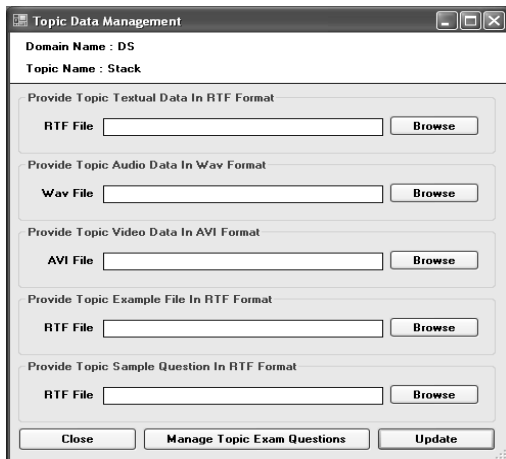 Topic Data Management
Domain Name : DS
Topic Name : Stack
Provide Topic Textual Data In RTF Format
RTF File Browse
Provide Topic Audio Data In Wav Format
Wav File Browse
Provide Topic Video Data In AVI Format
AVI File Browse
Provide Topic Example File In RTF Format
RTF File Browse
Provide Topic Sample Question In RTF Format
RTF File Browse
Close Manage Topic Exam Questions Update